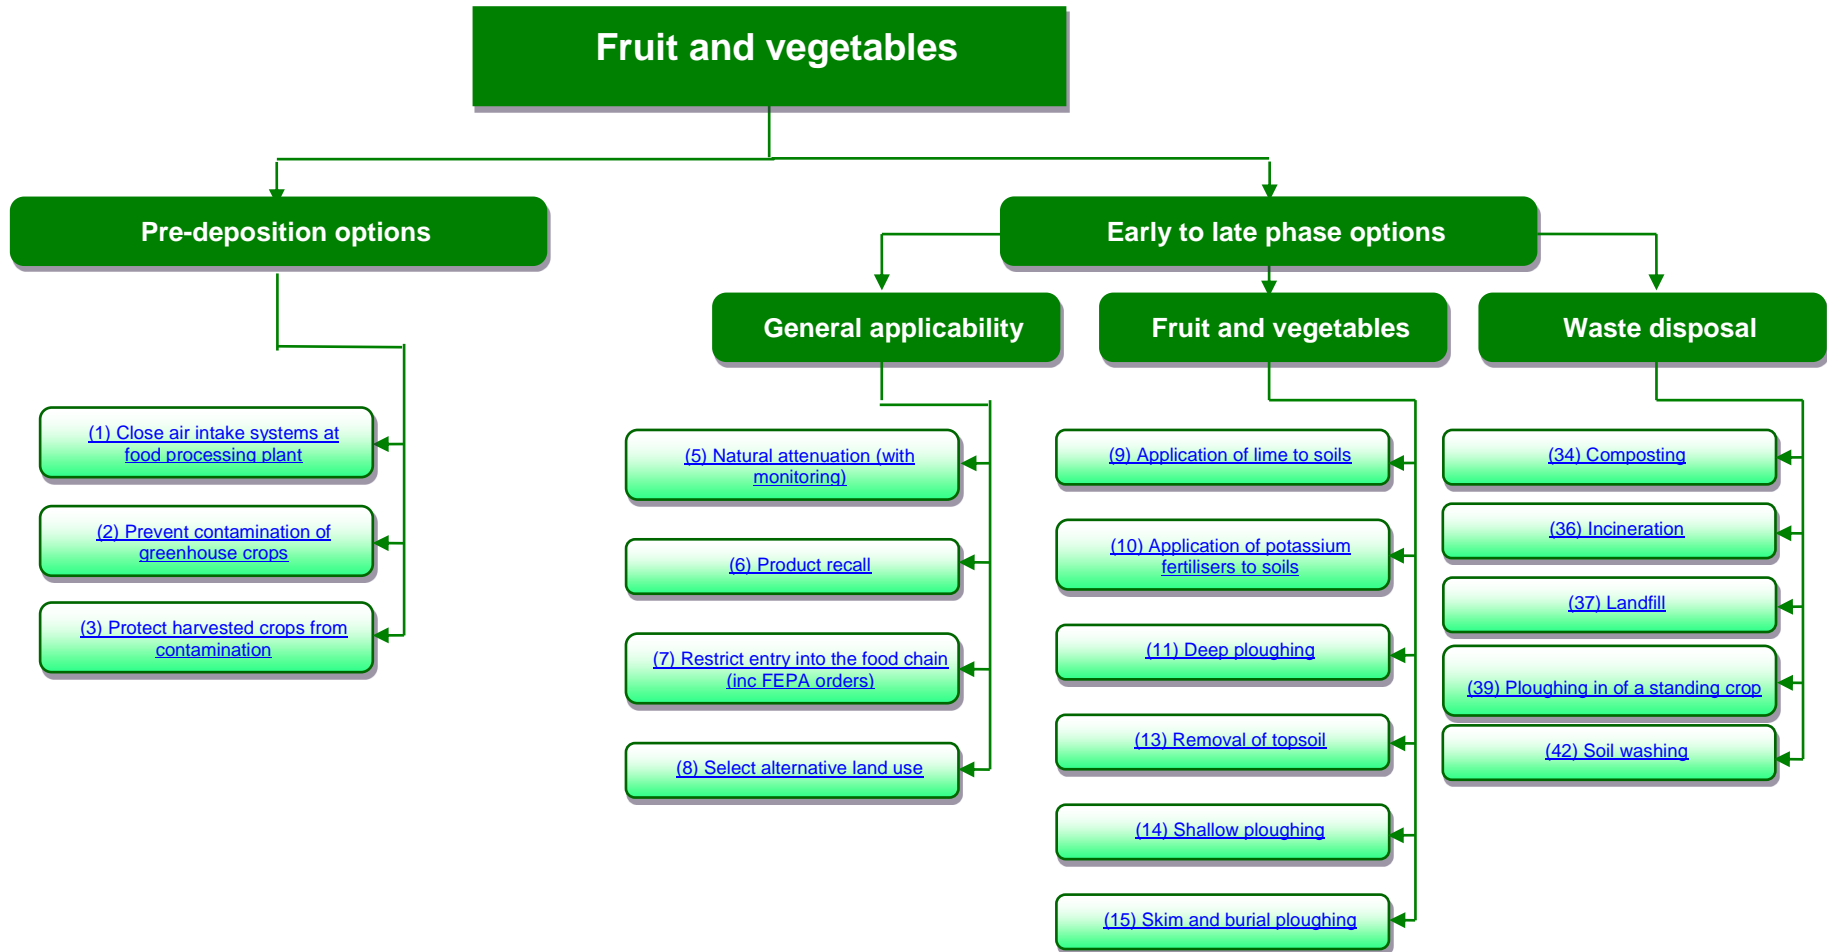 Fruit and vegetables
Pre-deposition options
Early to late phase options
General applicability
Fruit and vegetables
Waste disposal
(1) Close air intake systems at
food processing plant
(2) Prevent contamination of
greenhouse crops
(3) Protect harvested crops from
contamination
(5) Natural attenuation (with
monitoring)
(6) Product recall
(7) Restrict entry into the food chain
(inc FEPA orders)
(8) Select alternative land use
(9) Application of lime to soils
(10) Application of potassium
fertilisers to soils
(11) Deep ploughing
(13) Removal of topsoil
(14) Shallow ploughing
(15) Skim and burial ploughing
(34) Composting
(36) Incineration
(37) Landfill
(39) Ploughing in of a standing crop
(42) Soil washing